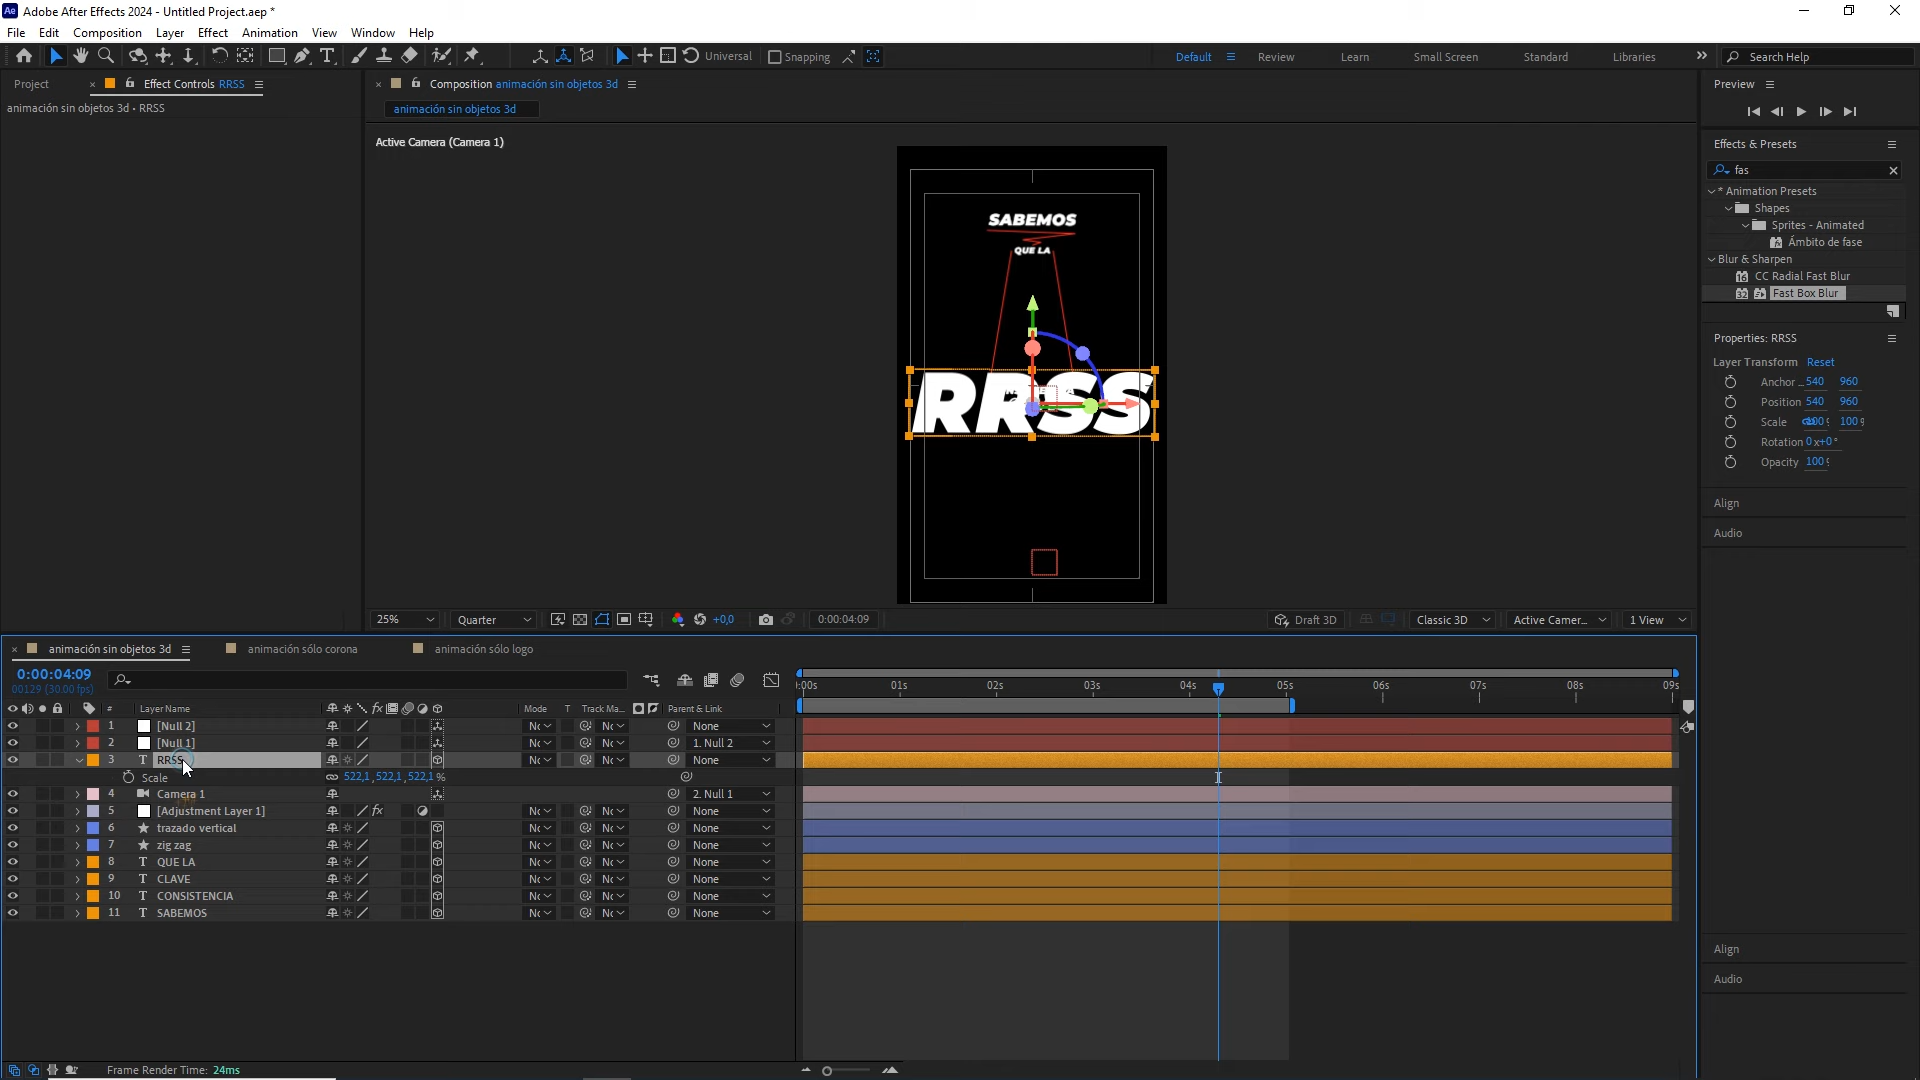 Adobe After Effects 2024 - Untitled Project.aep *
File Edit Composition Layer Effect Animation View Window Help
Universal Snapping Default Review Learn Small Screen Standard Libraries Search Help
Project Effect Controls RRSS
animación sin objetos 3d • RRSS
Composition animación sin objetos 3d
animación sin objetos 3d
Active Camera (Camera 1)
SABEMOS
QUE LA
RRSS
25% Quarter +0,0 0:00:04:09 Draft 3D Classic 3D Active Camer... 1 View
Preview
Effects & Presets
fas
* Animation Presets
Shapes
Sprites - Animated
Ámbito de fase
Blur & Sharpen
CC Radial Fast Blur
Fast Box Blur
Properties: RRSS
Layer Transform Reset
Anchor ... 540 960
Position 540 960
Scale 100 100
Rotation 0x+0°
Opacity 100
Align
Audio
Align
Audio
animación sin objetos 3d animación sólo corona animación sólo logo
0:00:04:09
00129 (30.00 fps)
:00s 01s 02s 03s 04s 05s 06s 07s 08s 09s
# Layer Name Mode T Track Ma... Parent & Link
1 [Null 2] None
2 [Null 1] 1. Null 2
3 T RRSS None
Scale 522,1,522,1,522,1%
4 Camera 1 2. Null 1
5 [Adjustment Layer 1] fx None
6 trazado vertical None
7 zig zag None
8 T QUE LA None
9 T CLAVE None
10 T CONSISTENCIA None
11 T SABEMOS None
Frame Render Time: 24ms